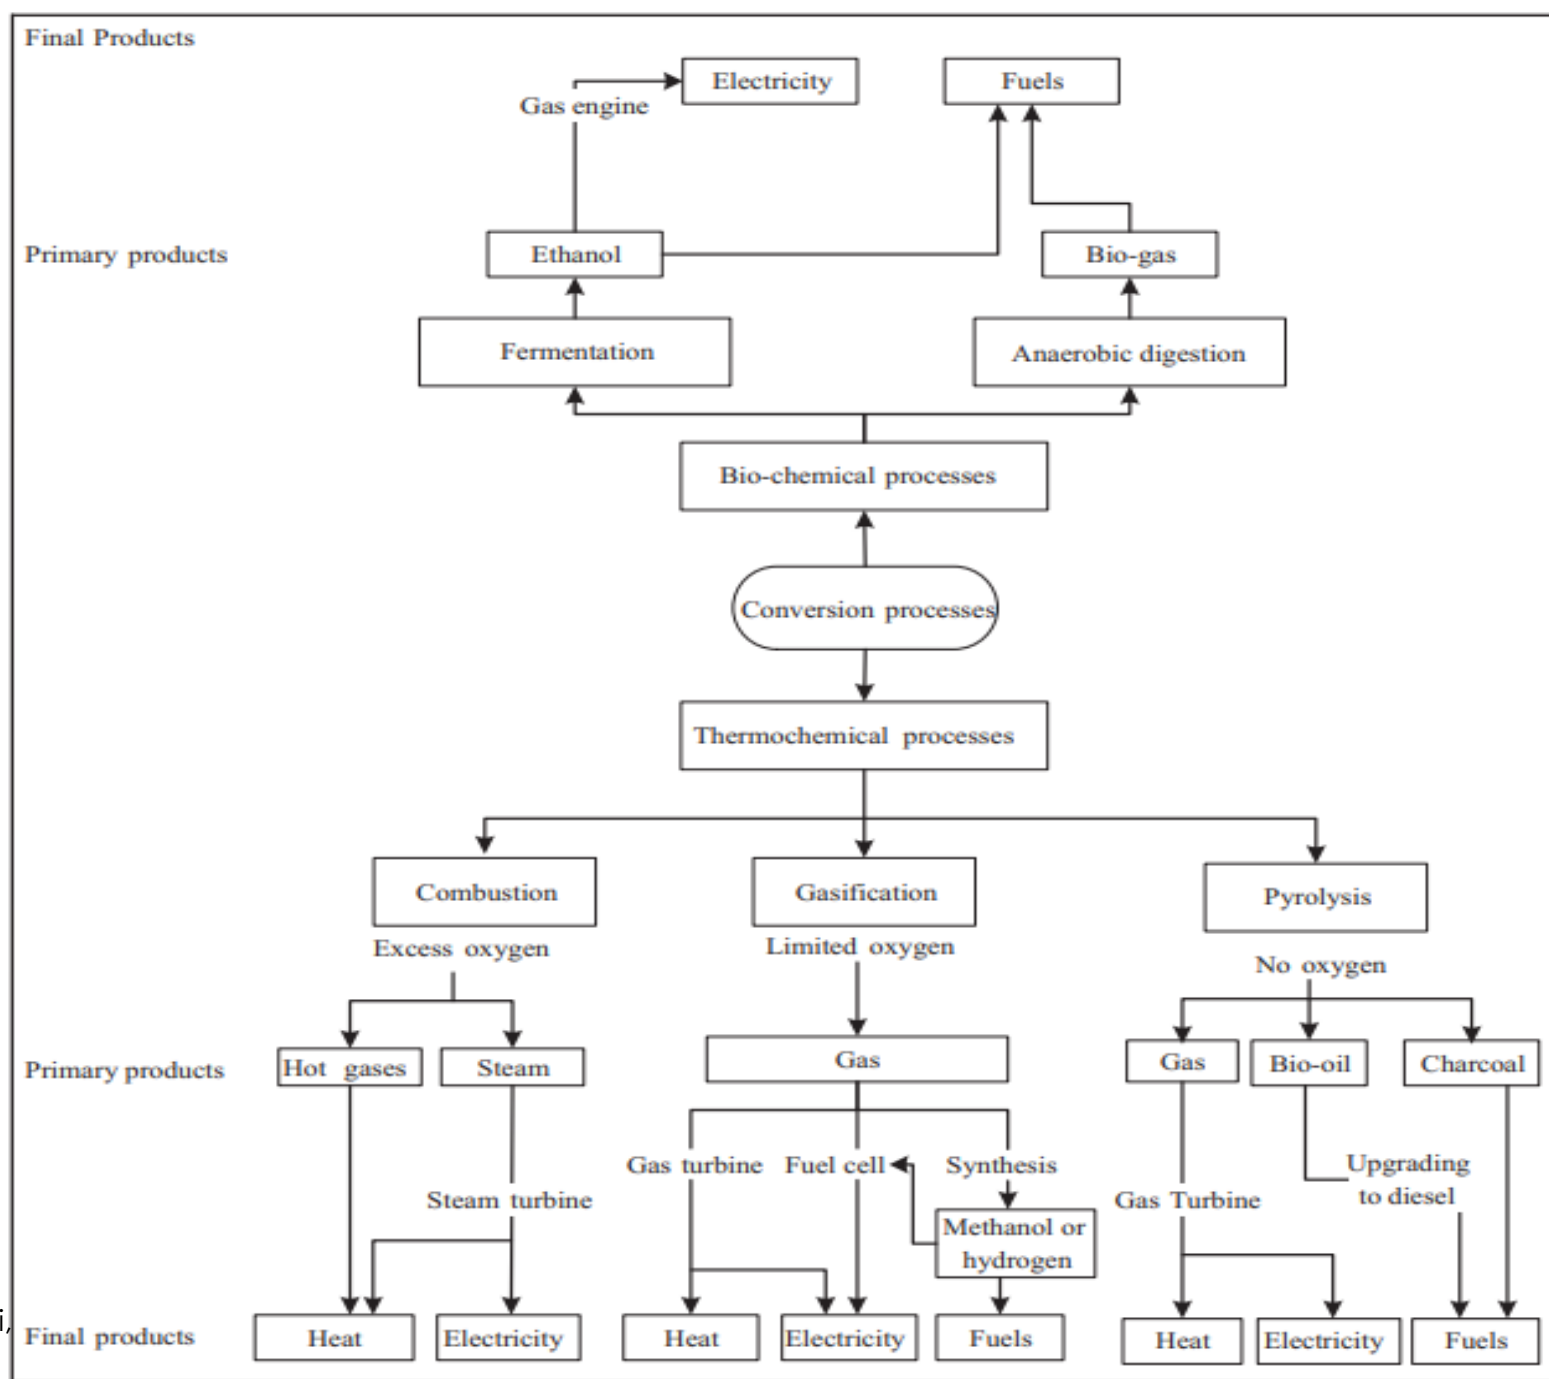 Final Products
Electricity
Fuels
Gas engine
Primary products
Ethanol
Bio-gas
Fermentation
Anaerobic digestion
Bio-chemical processes
Conversion processes
Thermochemical processes
Combustion
Gasification
Pyrolysis
Excess oxygen
Limited oxygen
No oxygen
Primary products
Hot gases
Steam
Gas
Gas
Bio-oil
Charcoal
Gas turbine
Fuel cell
Synthesis
Upgrading
to diesel
Steam turbine
Gas Turbine
Methanol or
hydrogen
i,
Final products
Heat
Electricity
Heat
Electricity
Fuels
Heat
Electricity
Fuels